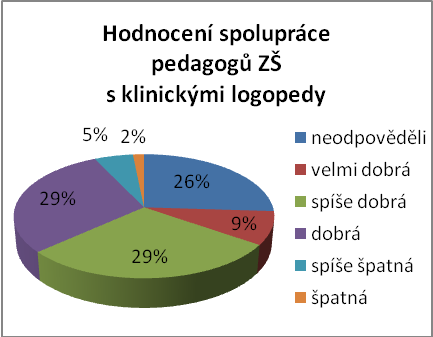 Hodnocení spolupráce
pedagogů ZŠ
s klinickými logopedy
5%
2%
26%
9%
29%
29%
neodpověděli
velmi dobrá
spíše dobrá
dobrá
spíše špatná
špatná